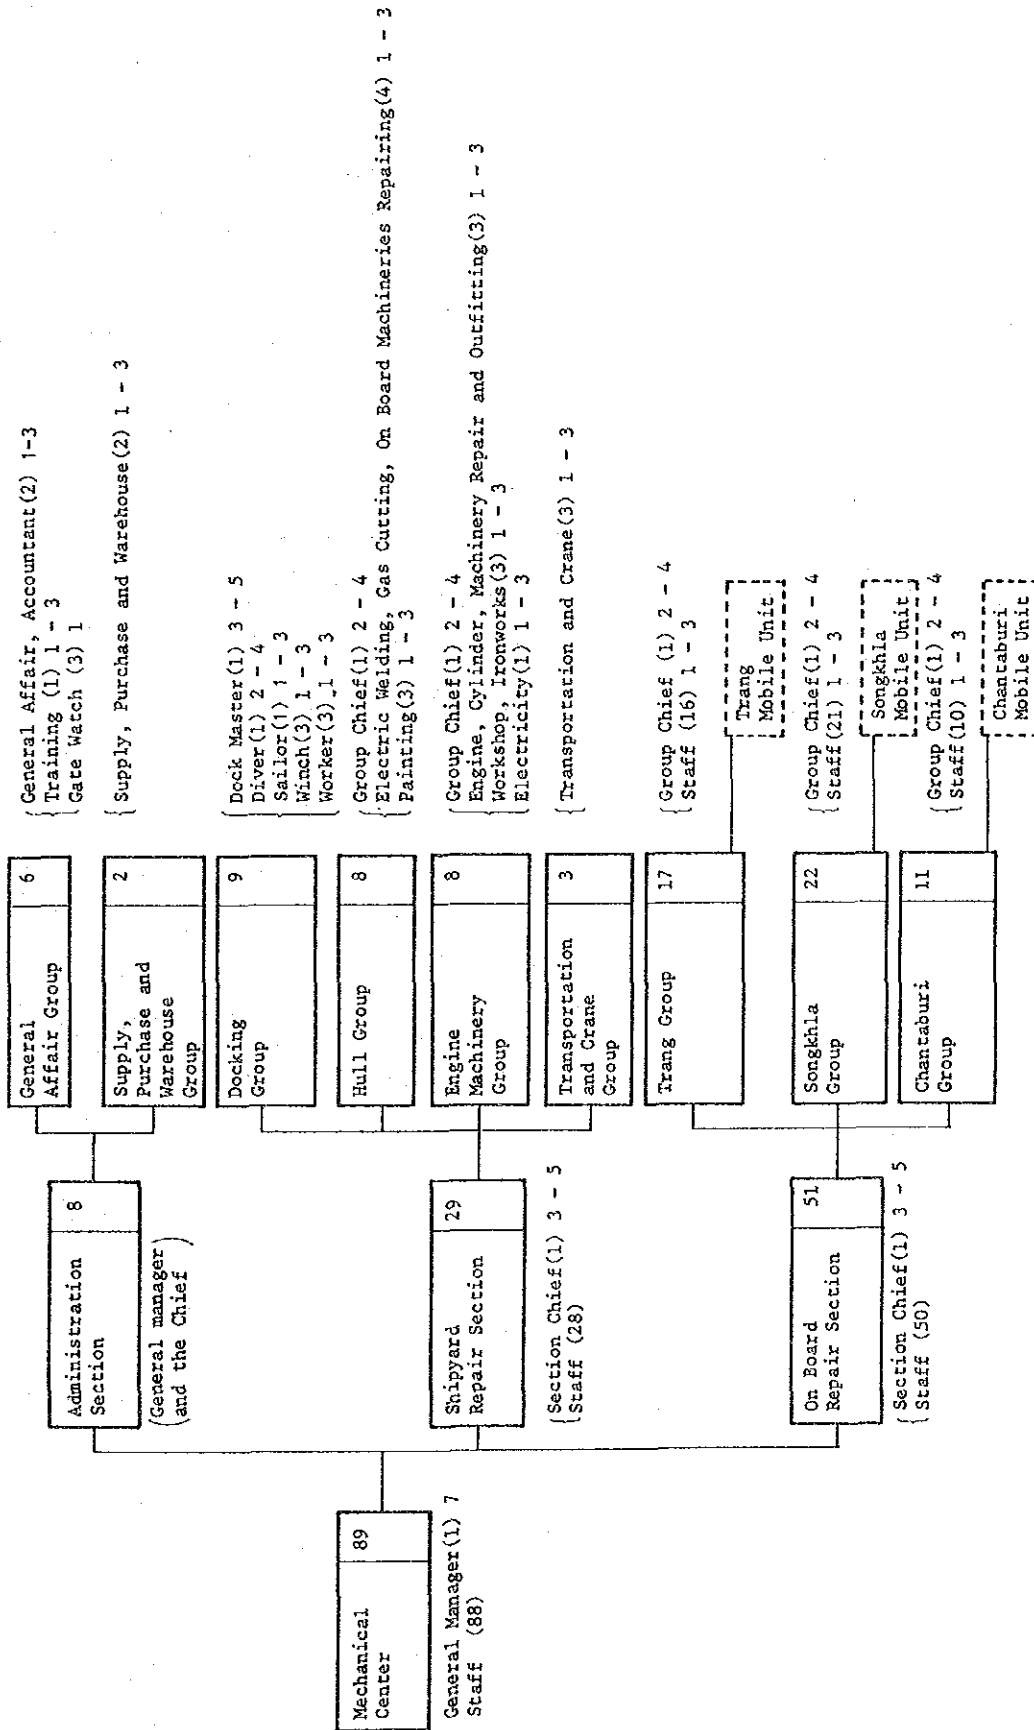 Mechanical
Center
89
General Manager(1) 7
Staff (88)
Administration
Section
8
(General manager
and the Chief)
Shipyard
Repair Section
29
{Section Chief(1) 3 - 5
Staff (28)
On Board
Repair Section
51
{Section Chief(1) 3 - 5
Staff (50)
General
Affair Group
6
{General Affair, Accountant(2) 1-3
Training (1) 1 - 3
Gate Watch (3) 1
Supply,
Purchase and
Warehouse
Group
2
{Supply, Purchase and Warehouse(2) 1 - 3
Docking
Group
9
{Dock Master(1) 3 - 5
Diver(1) 2 - 4
Sailor(1) 1 - 3
Winch(3) 1 - 3
Worker(3) 1 - 3
Hull Group
8
{Group Chief(1) 2 - 4
Electric Welding, Gas Cutting, On Board Machineries Repairing(4) 1 - 3
Painting(3) 1 - 3
Engine
Machinery
Group
8
{Group Chief(1) 2 - 4
Engine, Cylinder, Machinery Repair and Outfitting(3) 1 - 3
Workshop, Ironworks(3) 1 - 3
Electricity(1) 1 - 3
Transportation
and Crane
Group
3
{Transportation and Crane(3) 1 - 3
Trang Group
17
{Group Chief (1) 2 - 4
Staff (16) 1 - 3
Trang
Mobile Unit
Songkhla
Group
22
{Group Chief(1) 2 - 4
Staff(21) 1 - 3
Songkhla
Mobile Unit
Chantaburi
Group
11
{Group Chief(1) 2 - 4
Staff(10) 1 - 3
Chantaburi
Mobile Unit